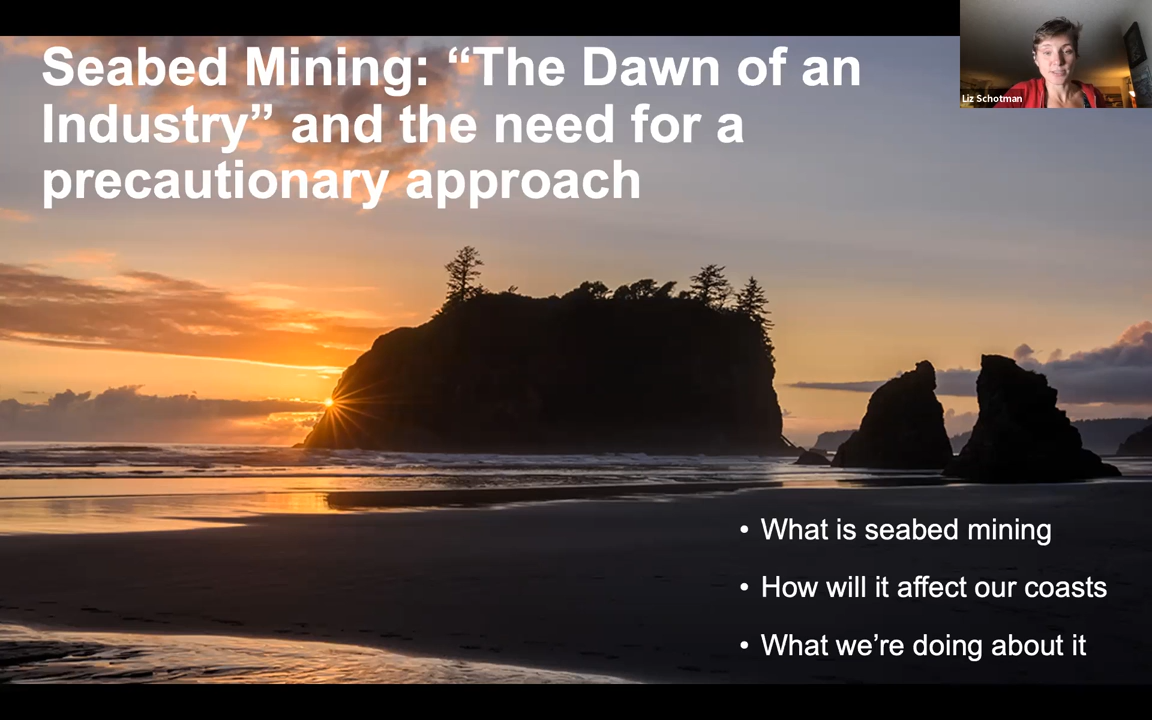 Seabed Mining: “The Dawn of an
Industry” and the need for a
precautionary approach
Liz Schotman
• What is seabed mining
• How will it affect our coasts
• What we’re doing about it